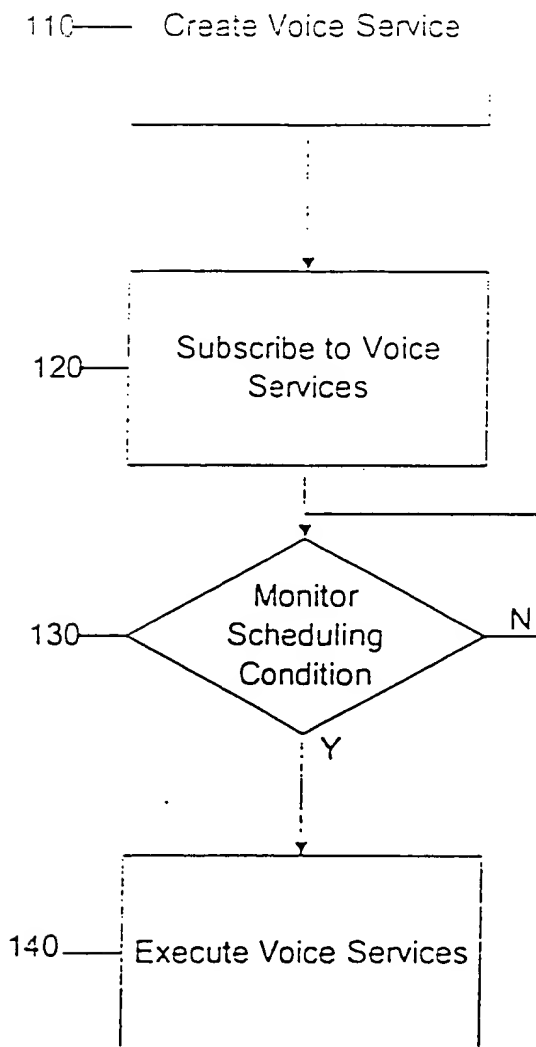 110 Create Voice Service
Subscribe to Voice
120
Services
Monitor
130 Scheduling N
Condition
Y
140 Execute Voice Services